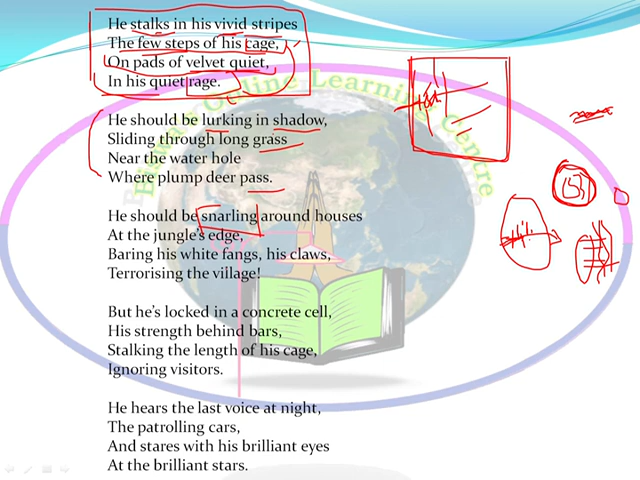 He stalks in his vivid stripes
The few steps of his cage,
On pads of velvet quiet,
In his quiet rage.
He should be lurking in shadow,
Sliding through long grass
Near the water hole
Where plump deer pass.
He should be snarling around houses
At the jungle's edge,
Baring his white fangs, his claws,
Terrorising the village!
But he's locked in a concrete cell,
His strength behind bars,
Stalking the length of his cage,
Ignoring visitors.
He hears the last voice at night,
The patrolling cars,
And stares with his brilliant eyes
At the brilliant stars.
Online Learning Centre